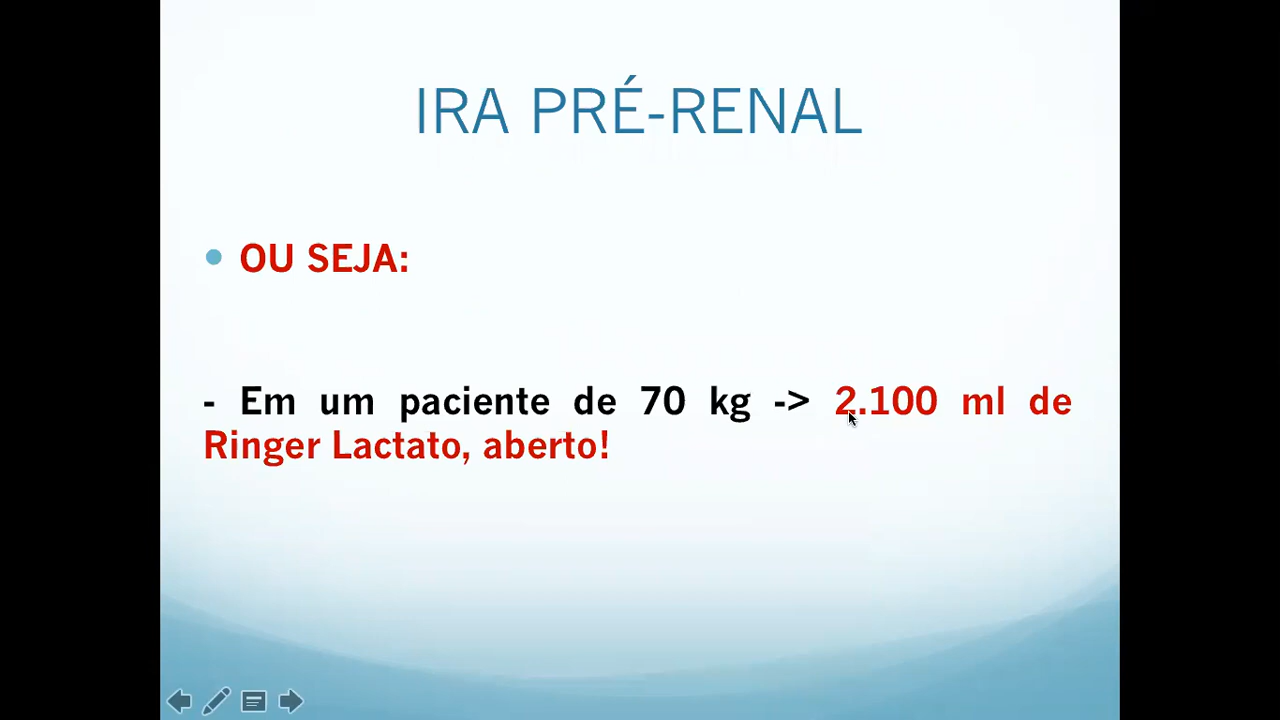 IRA PRÉ-RENAL
OU SEJA:
- Em um paciente de 70 kg -> 2.100 ml de
Ringer Lactato, aberto!